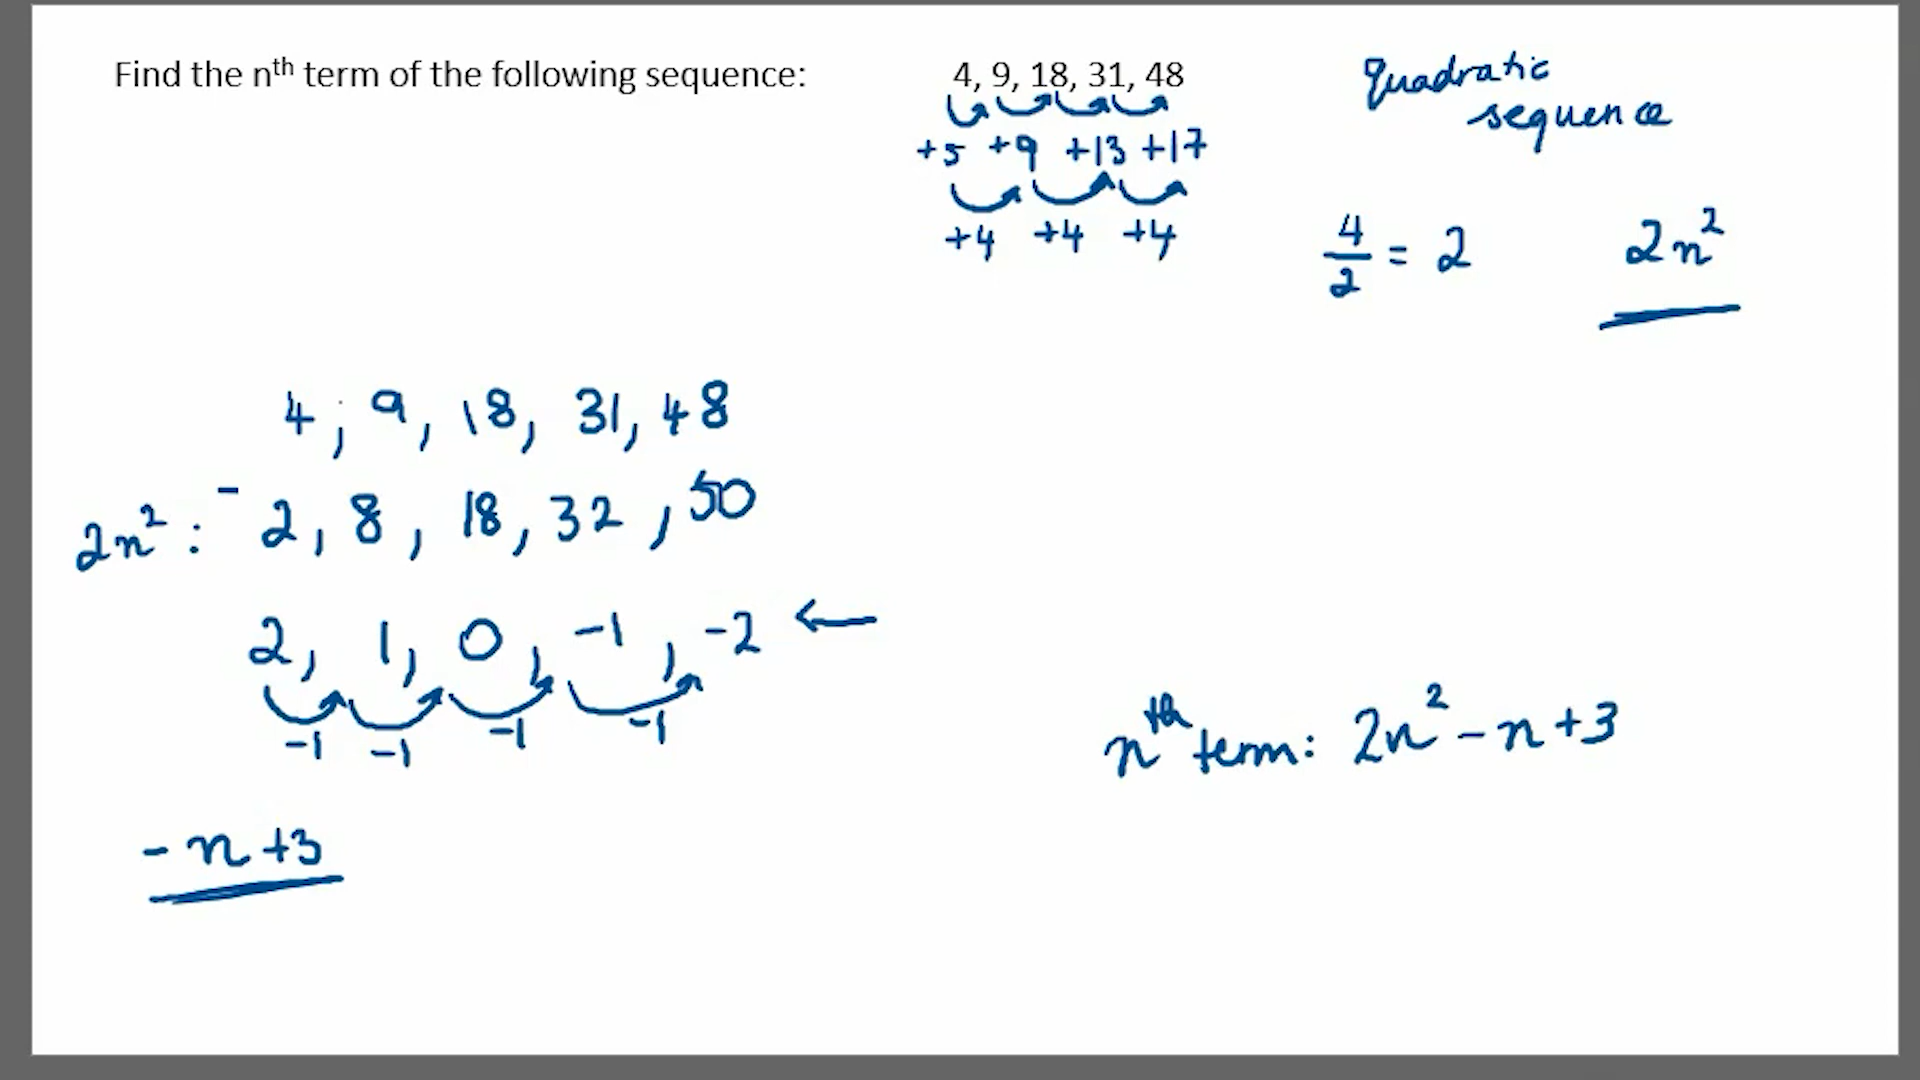 Find the nth term of the following sequence: 4, 9, 18, 31, 48
quadratic
sequence
+5 +9 +13 +17
+4 +4 +4
4/2 = 2
2n²
4, 9, 18, 31, 48
2n² : - 2, 8, 18, 32, 50
2, 1, 0, -1, -2 ←
-1 -1 -1 -1
-n+3
nth term: 2n² - n + 3